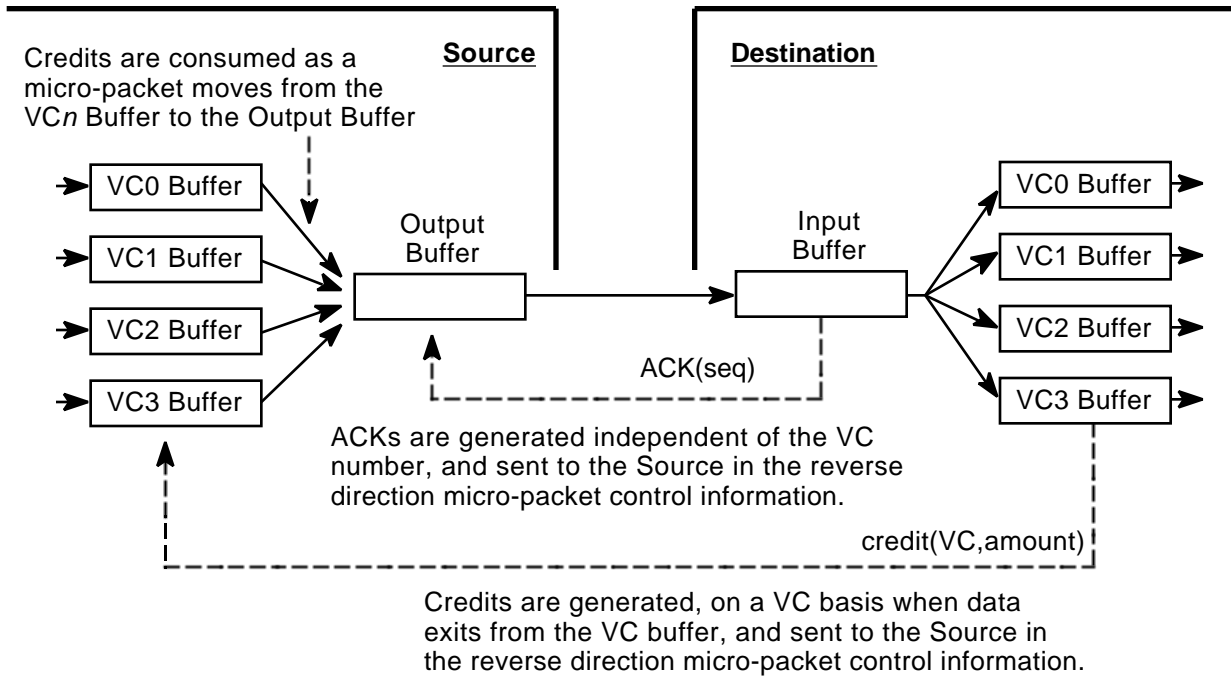 Source
Destination
Credits are consumed as a
micro-packet moves from the
VCn Buffer to the Output Buffer
VC0 Buffer
VC1 Buffer
VC2 Buffer
VC3 Buffer
Output
Buffer
Input
Buffer
VC0 Buffer
VC1 Buffer
VC2 Buffer
VC3 Buffer
ACK(seq)
ACKs are generated independent of the VC
number, and sent to the Source in the reverse
direction micro-packet control information.
credit(VC,amount)
Credits are generated, on a VC basis when data
exits from the VC buffer, and sent to the Source in
the reverse direction micro-packet control information.